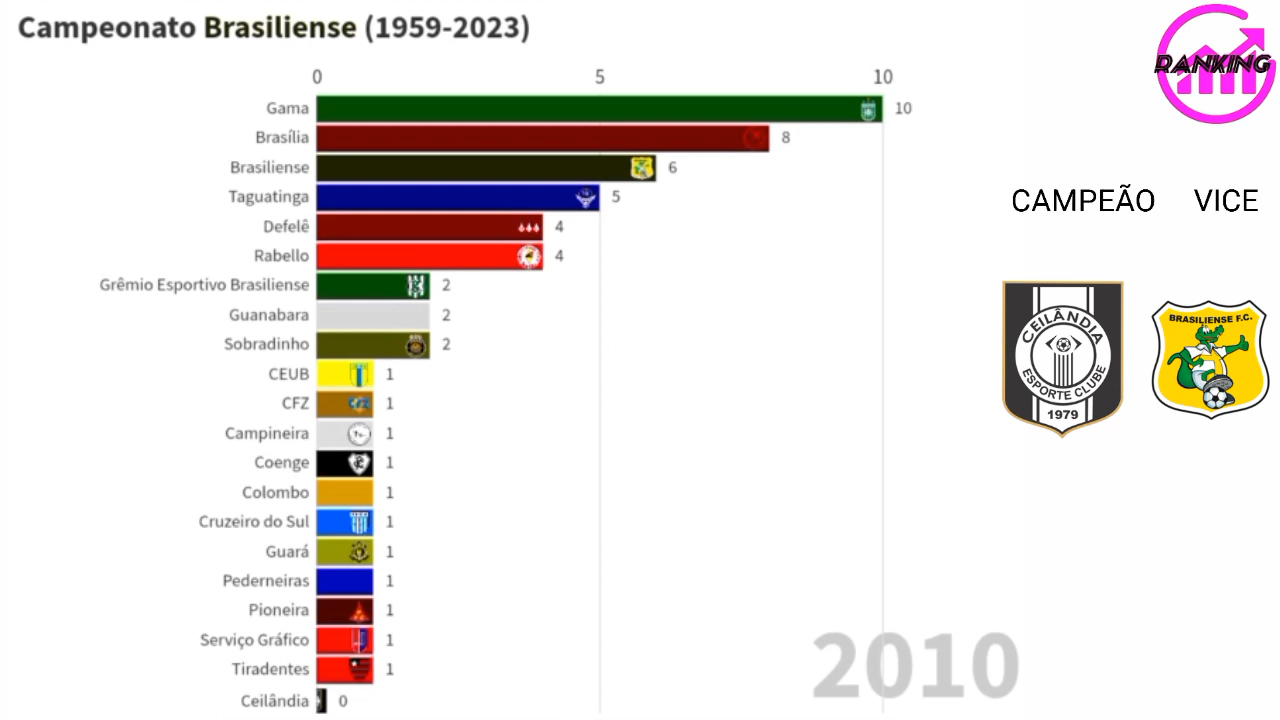 Campeonato Brasiliense (1959-2023)
RANKING
0 5 10
Gama 10
Brasília 8
Brasiliense 6
Taguatinga 5
Defelê 4
Rabello 4
Grêmio Esportivo Brasiliense 2
Guanabara 2
Sobradinho 2
CEUB 1
CFZ 1
Campineira 1
Coenge 1
Colombo 1
Cruzeiro do Sul 1
Guará 1
Pederneiras 1
Pioneira 1
Serviço Gráfico 1
Tiradentes 1
Ceilândia 0
CAMPEÃO VICE
CEILÂNDIA
ESPORTE CLUBE
1979
BRASILIENSE F.C.
2010